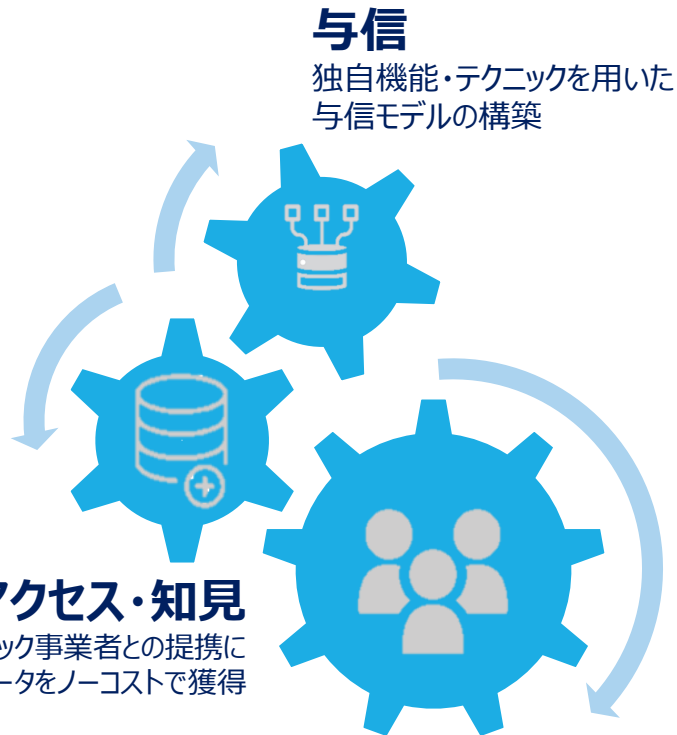 与信
独自機能・テクニックを用いた
与信モデルの構築
アクセス・知見
ック事業者との提携に
ータをノーコストで獲得